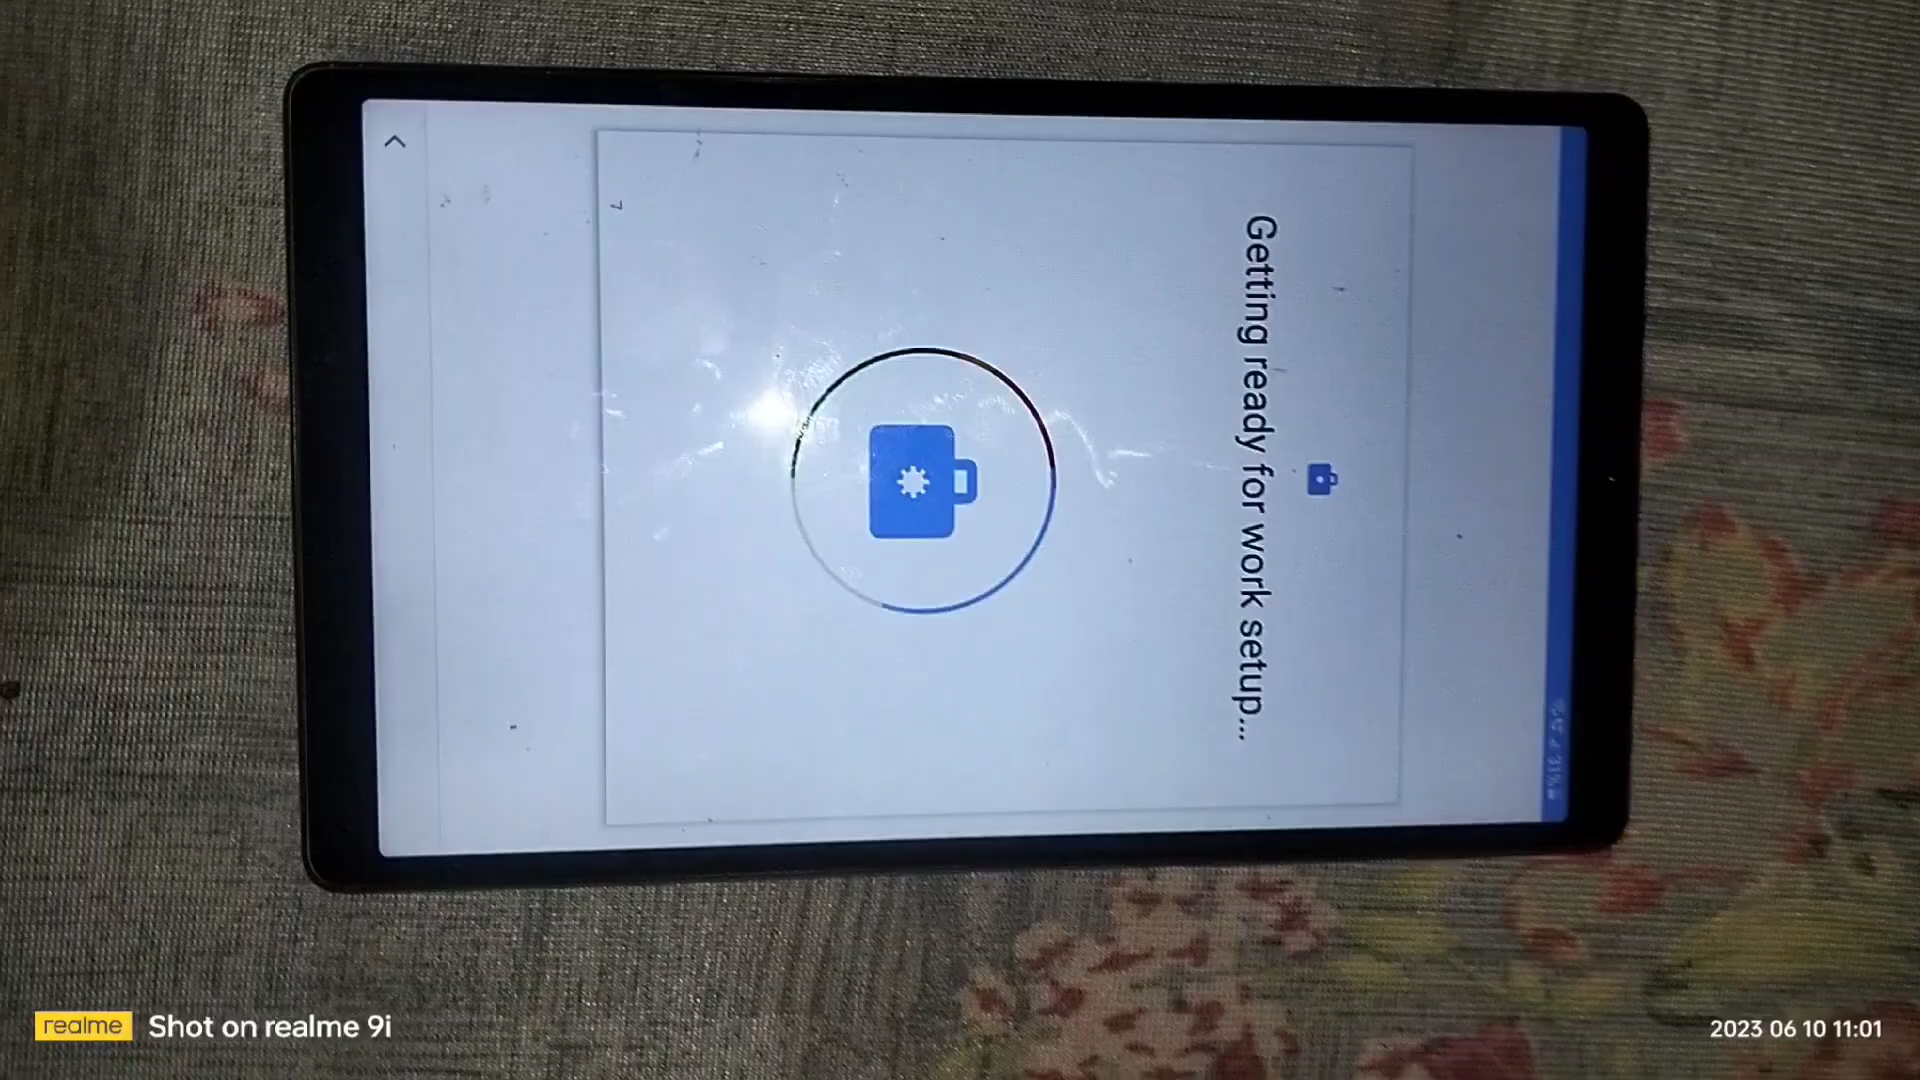 Getting ready for work setup...
realme Shot on realme 9i
2023 06 10 11:01